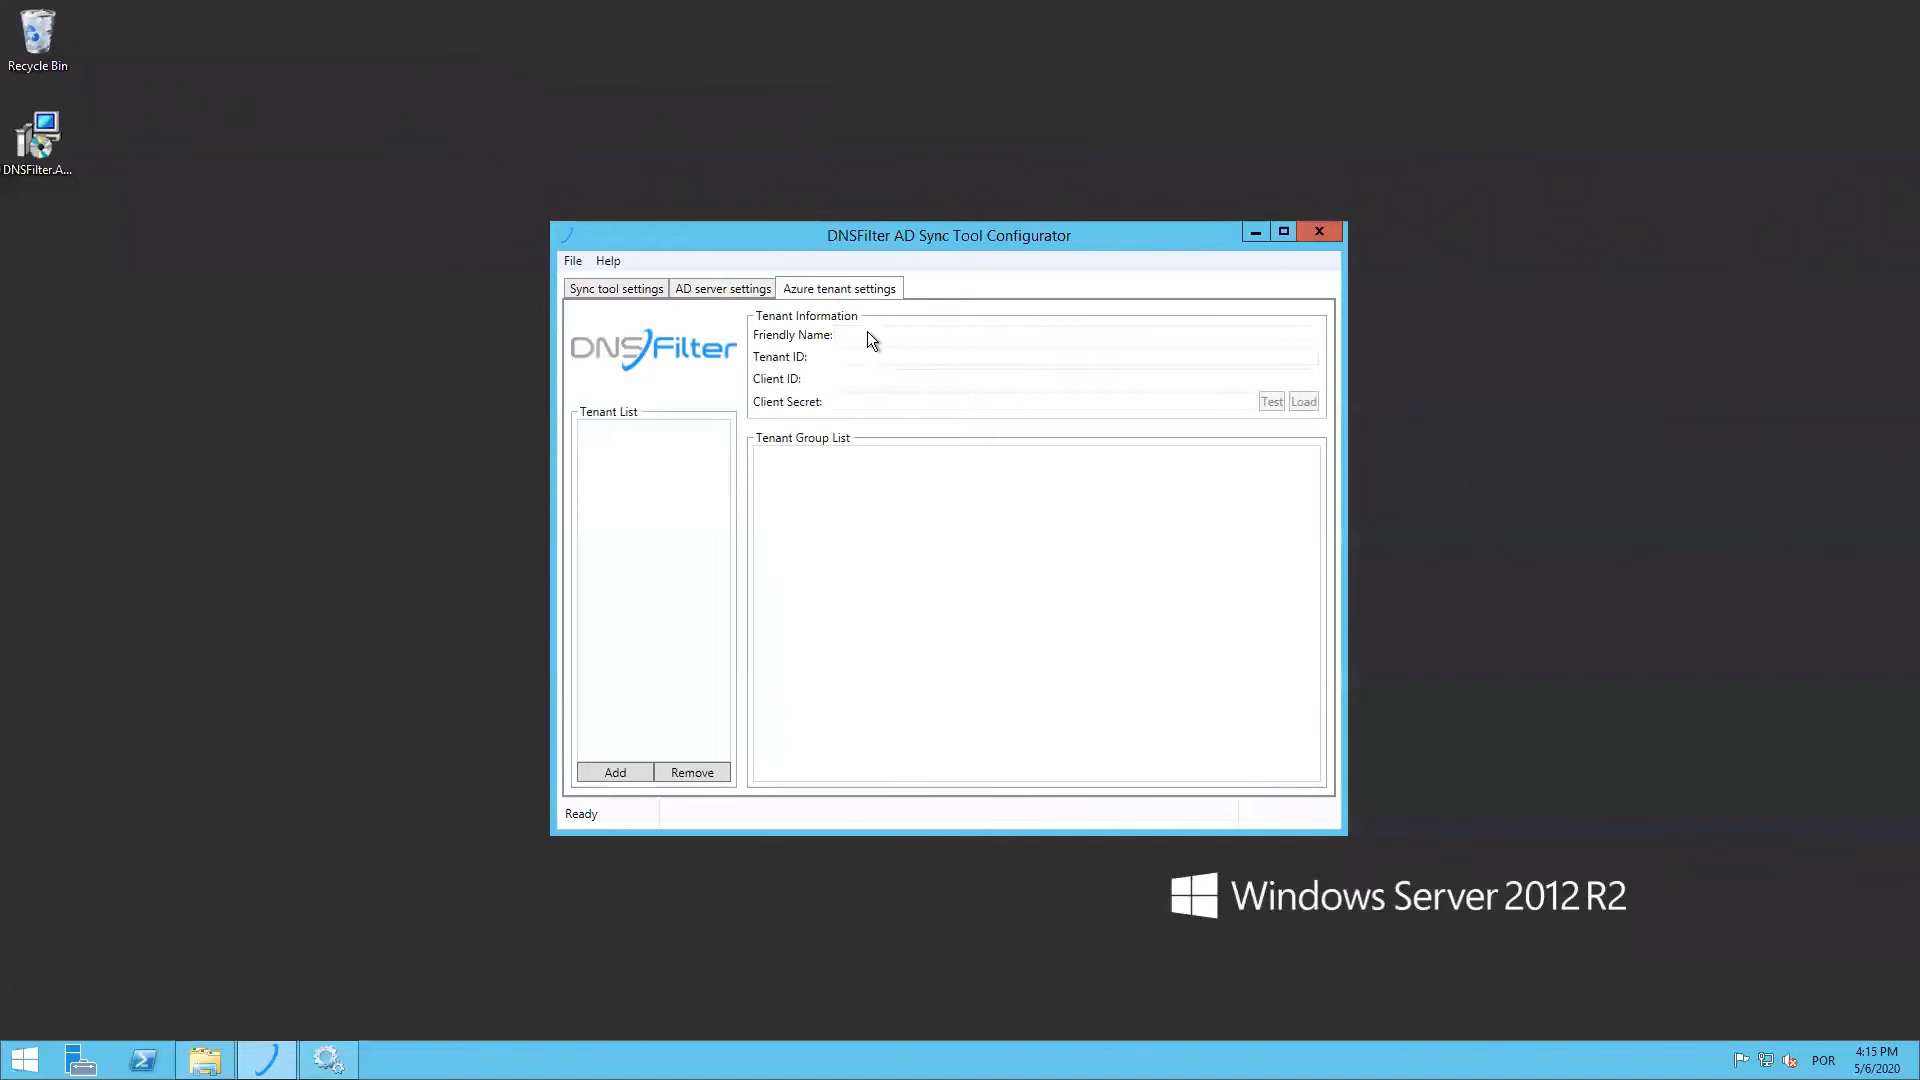 Recycle Bin
DNSFilter.A...
DNSFilter AD Sync Tool Configurator
File Help
Sync tool settings AD server settings Azure tenant settings
DNSFilter
Tenant Information
Friendly Name:
Tenant ID:
Client ID:
Client Secret:
Test Load
Tenant List
Tenant Group List
Add Remove
Ready
Windows Server 2012 R2
POR
4:15 PM
5/6/2020